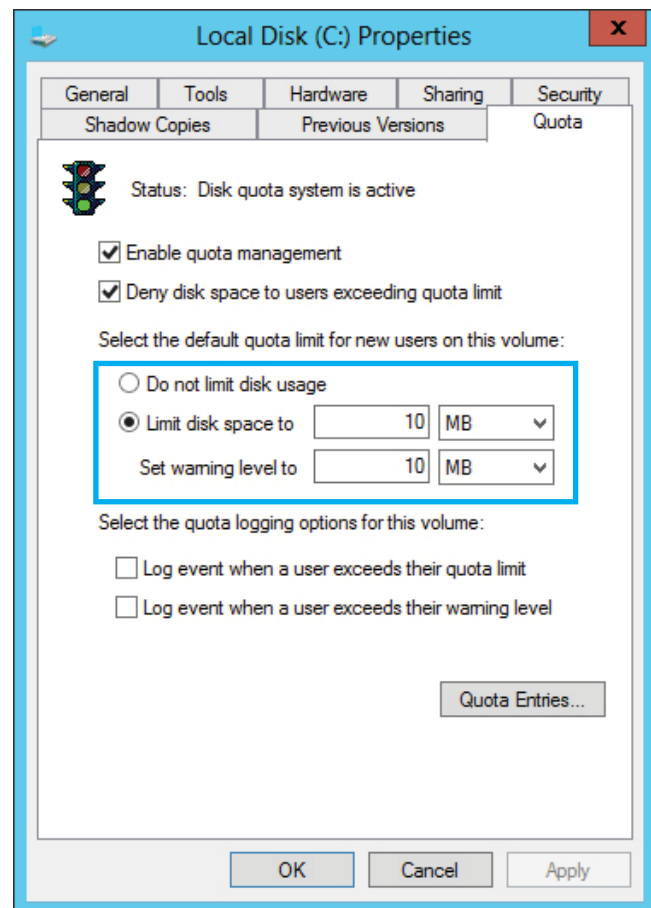 Local Disk (C:) Properties
x
General Tools Hardware Sharing Security
Shadow Copies Previous Versions Quota
Status: Disk quota system is active
Enable quota management
Deny disk space to users exceeding quota limit
Select the default quota limit for new users on this volume:
Do not limit disk usage
Limit disk space to 10 MB
Set warning level to 10 MB
Select the quota logging options for this volume:
Log event when a user exceeds their quota limit
Log event when a user exceeds their warning level
Quota Entries...
OK Cancel Apply